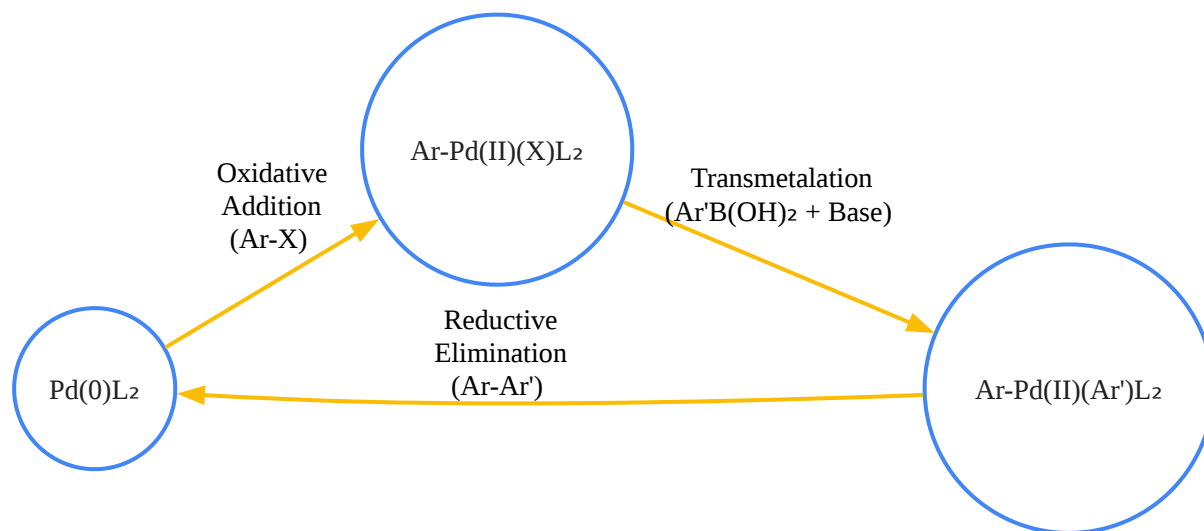 Ar-Pd(II)(X)L₂
Oxidative
Addition
(Ar-X)
Transmetalation
(Ar'B(OH)₂ + Base)
Reductive
Elimination
(Ar-Ar')
Pd(0)L₂
Ar-Pd(II)(Ar')L₂